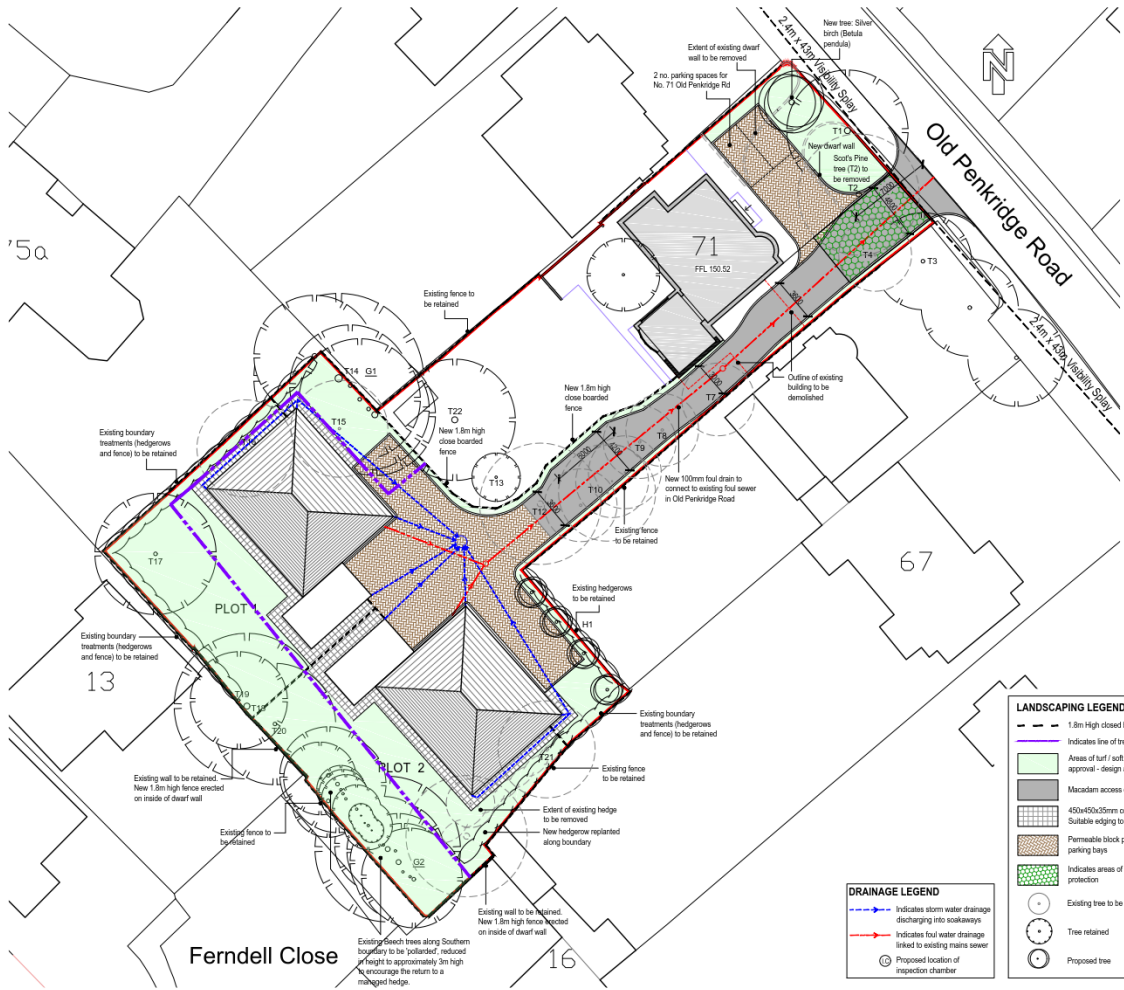 New tree: Silver
birch (Betula
pendula)
2.4m x 43m Visibility Splay
Extent of existing dwarf
wall to be removed
2 no. parking spaces for
No. 71 Old Penkridge Rd
N
T1
New dwarf wall
Scot's Pine
tree (T2) to
be removed
T2
Old Penkridge Road
7000
4800
75a
71
FFL 150.52
T4
T3
3600
2.4m x 43m Visibility Splay
Existing fence to
be retained
Outline of existing
building to be
demolished
T14
G1
T15
T22
New 1.8m high
close boarded
fence
New 1.8m high
close boarded
fence
T7
T8
T9
T10
T12
T13
5000
Existing boundary
treatments (hedgerows
and fence) to be retained
New 100mm foul drain to
connect to existing foul sewer
in Old Penkridge Road
Existing fence
to be retained
67
T17
PLOT 1
Existing hedgerows
to be retained
H1
Existing boundary
treatments (hedgerows
and fence) to be retained
13
T19
T19
T20
Existing boundary
treatments (hedgerows
and fence) to be retained
T21
Existing fence
to be retained
PLOT 2
Existing wall to be retained.
New 1.8m high fence erected
on inside of dwarf wall
Extent of existing hedge
to be removed
New hedgerow replanted
along boundary
Existing fence to
be retained
G2
Existing wall to be retained.
New 1.8m high fence erected
on inside of dwarf wall
Existing Beech trees along Southern
boundary to be 'pollarded', reduced
in height to approximately 3m high
to encourage the return to a
managed hedge.
Ferndell Close
16
DRAINAGE LEGEND
Indicates storm water drainage
discharging into soakaways
Indicates foul water drainage
linked to existing mains sewer
I.C
Proposed location of
inspection chamber
LANDSCAPING LEGEND
1.8m High closed
Indicates line of
Areas of turf / soft
approval - design
Macadam access
450x450x35mm
Suitable edging to
Permeable block
parking bays
Indicates areas of
protection
Existing tree to be
Tree retained
Proposed tree